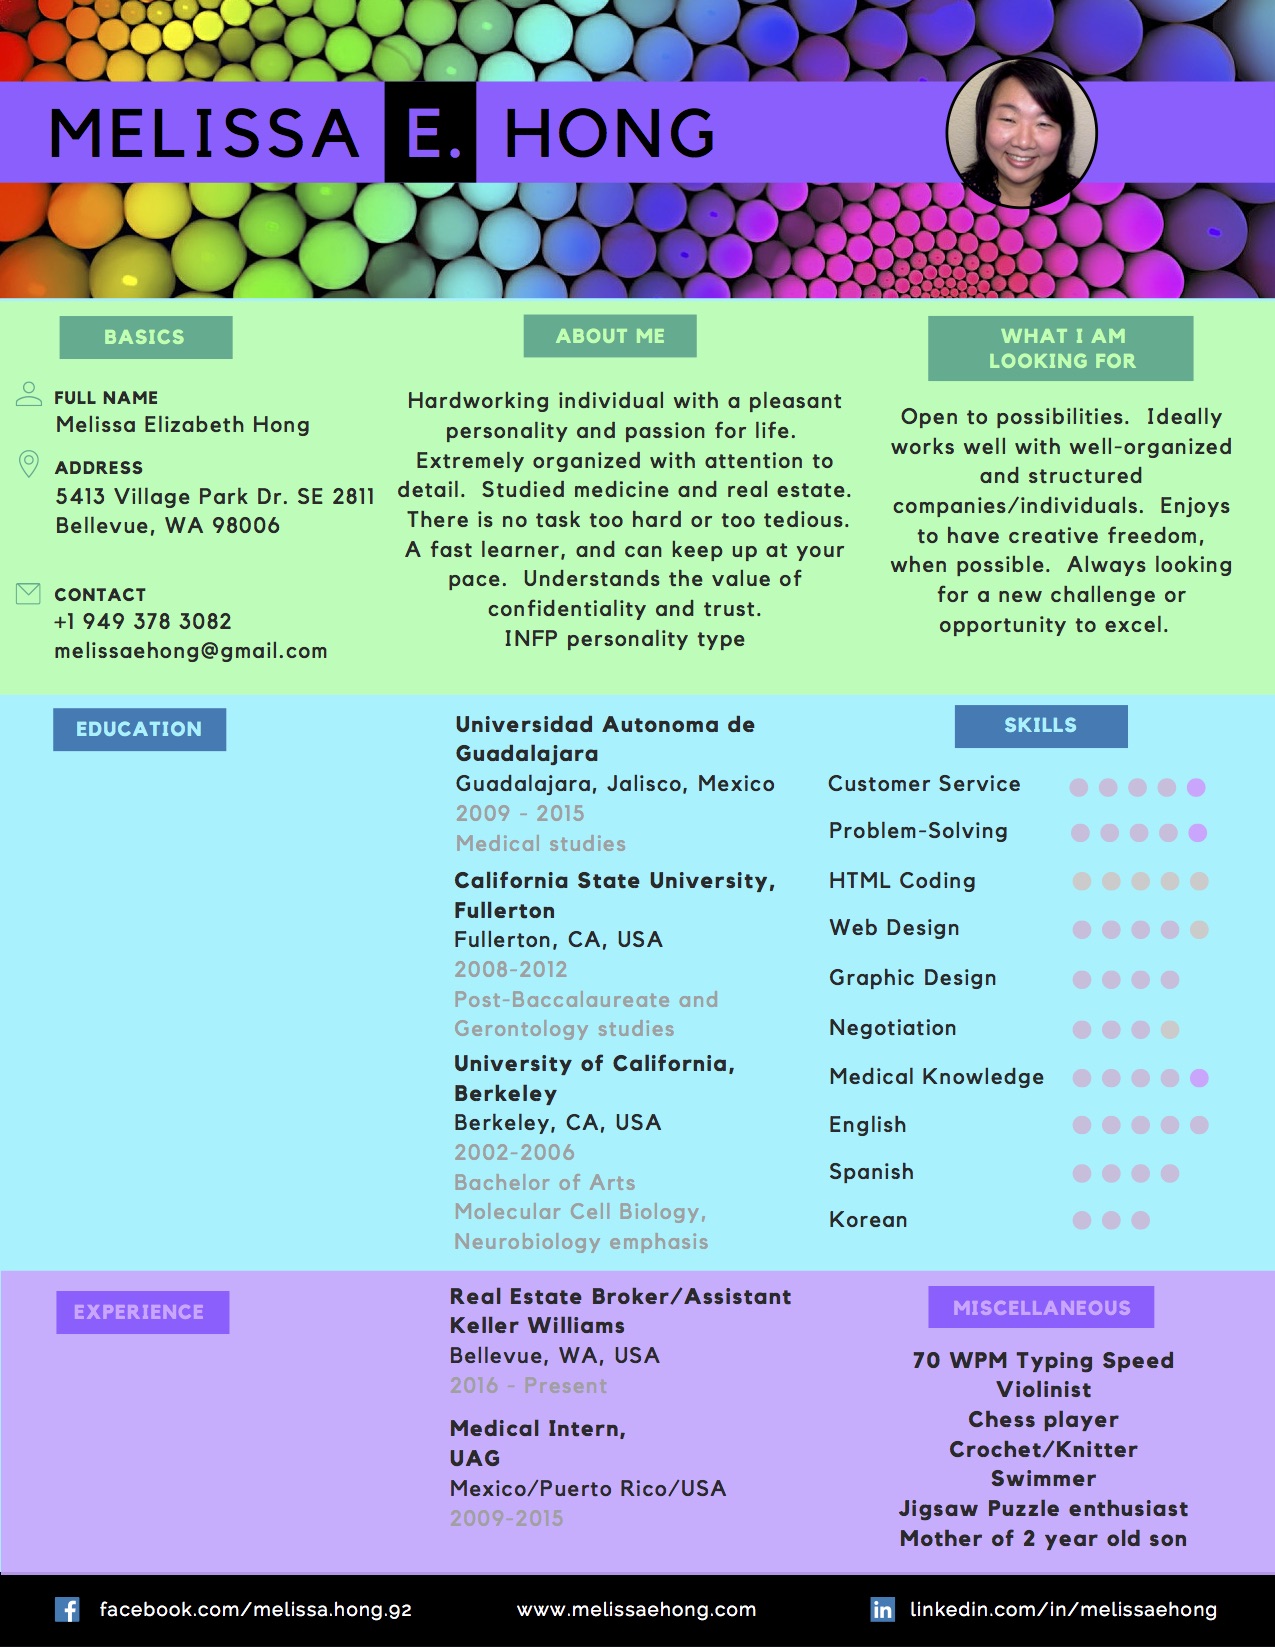 MELISSA E. HONG
BASICS
FULL NAME
Melissa Elizabeth Hong
ADDRESS
5413 Village Park Dr. SE 2811
Bellevue, WA 98006
CONTACT
+1 949 378 3082
melissaehong@gmail.com
ABOUT ME
Hardworking individual with a pleasant
personality and passion for life.
Extremely organized with attention to
detail.  Studied medicine and real estate.
There is no task too hard or too tedious.
A fast learner, and can keep up at your
pace.  Understands the value of
confidentiality and trust.
INFP personality type
WHAT I AM
LOOKING FOR
Open to possibilities.  Ideally
works well with well-organized
and structured
companies/individuals.  Enjoys
to have creative freedom,
when possible.  Always looking
for a new challenge or
opportunity to excel.
EDUCATION
Universidad Autonoma de
Guadalajara
Guadalajara, Jalisco, Mexico
2009 - 2015
Medical studies
California State University,
Fullerton
Fullerton, CA, USA
2008-2012
Post-Baccalaureate and
Gerontology studies
University of California,
Berkeley
Berkeley, CA, USA
2002-2006
Bachelor of Arts
Molecular Cell Biology,
Neurobiology emphasis
SKILLS
Customer Service
Problem-Solving
HTML Coding
Web Design
Graphic Design
Negotiation
Medical Knowledge
English
Spanish
Korean
EXPERIENCE
Real Estate Broker/Assistant
Keller Williams
Bellevue, WA, USA
2016 - Present
Medical Intern,
UAG
Mexico/Puerto Rico/USA
2009-2015
MISCELLANEOUS
70 WPM Typing Speed
Violinist
Chess player
Crochet/Knitter
Swimmer
Jigsaw Puzzle enthusiast
Mother of 2 year old son
facebook.com/melissa.hong.92
www.melissaehong.com
linkedin.com/in/melissaehong